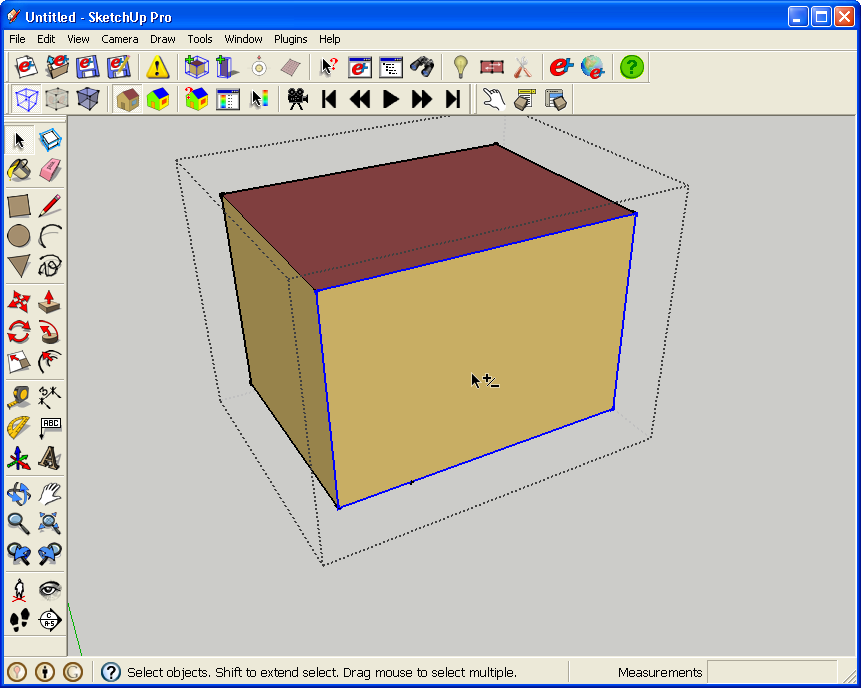 Untitled - SketchUp Pro
File Edit View Camera Draw Tools Window Plugins Help
ABC
Select objects. Shift to extend select. Drag mouse to select multiple. Measurements